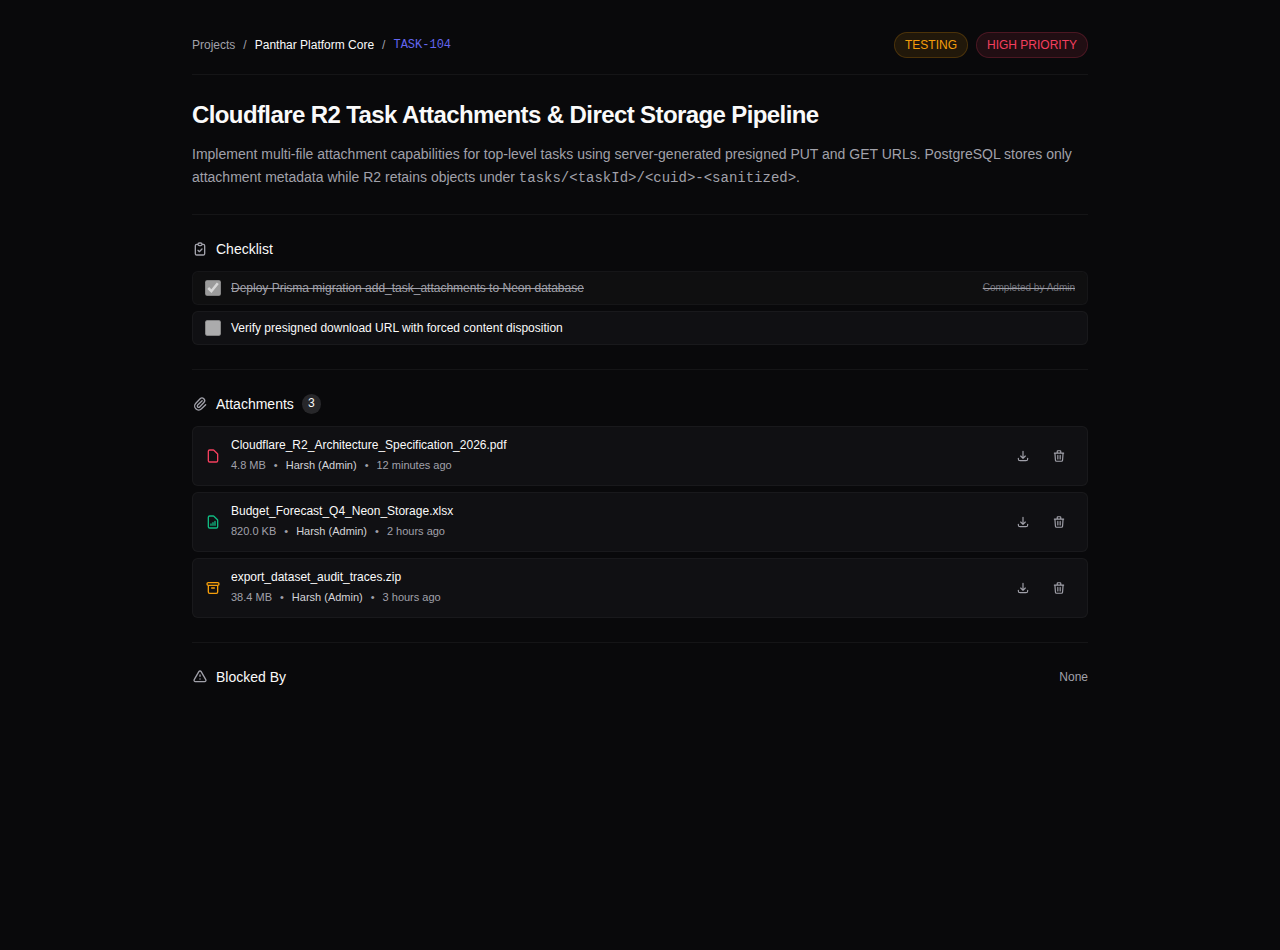 Projects / Panthar Platform Core / TASK-104
TESTING
HIGH PRIORITY
Cloudflare R2 Task Attachments & Direct Storage Pipeline
Implement multi-file attachment capabilities for top-level tasks using server-generated presigned PUT and GET URLs. PostgreSQL stores only
attachment metadata while R2 retains objects under tasks/<taskId>/<cuid>-<sanitized>.
Checklist
Deploy Prisma migration add_task_attachments to Neon database
Completed by Admin
Verify presigned download URL with forced content disposition
Attachments 3
Cloudflare_R2_Architecture_Specification_2026.pdf
4.8 MB • Harsh (Admin) • 12 minutes ago
Budget_Forecast_Q4_Neon_Storage.xlsx
820.0 KB • Harsh (Admin) • 2 hours ago
export_dataset_audit_traces.zip
38.4 MB • Harsh (Admin) • 3 hours ago
Blocked By
None